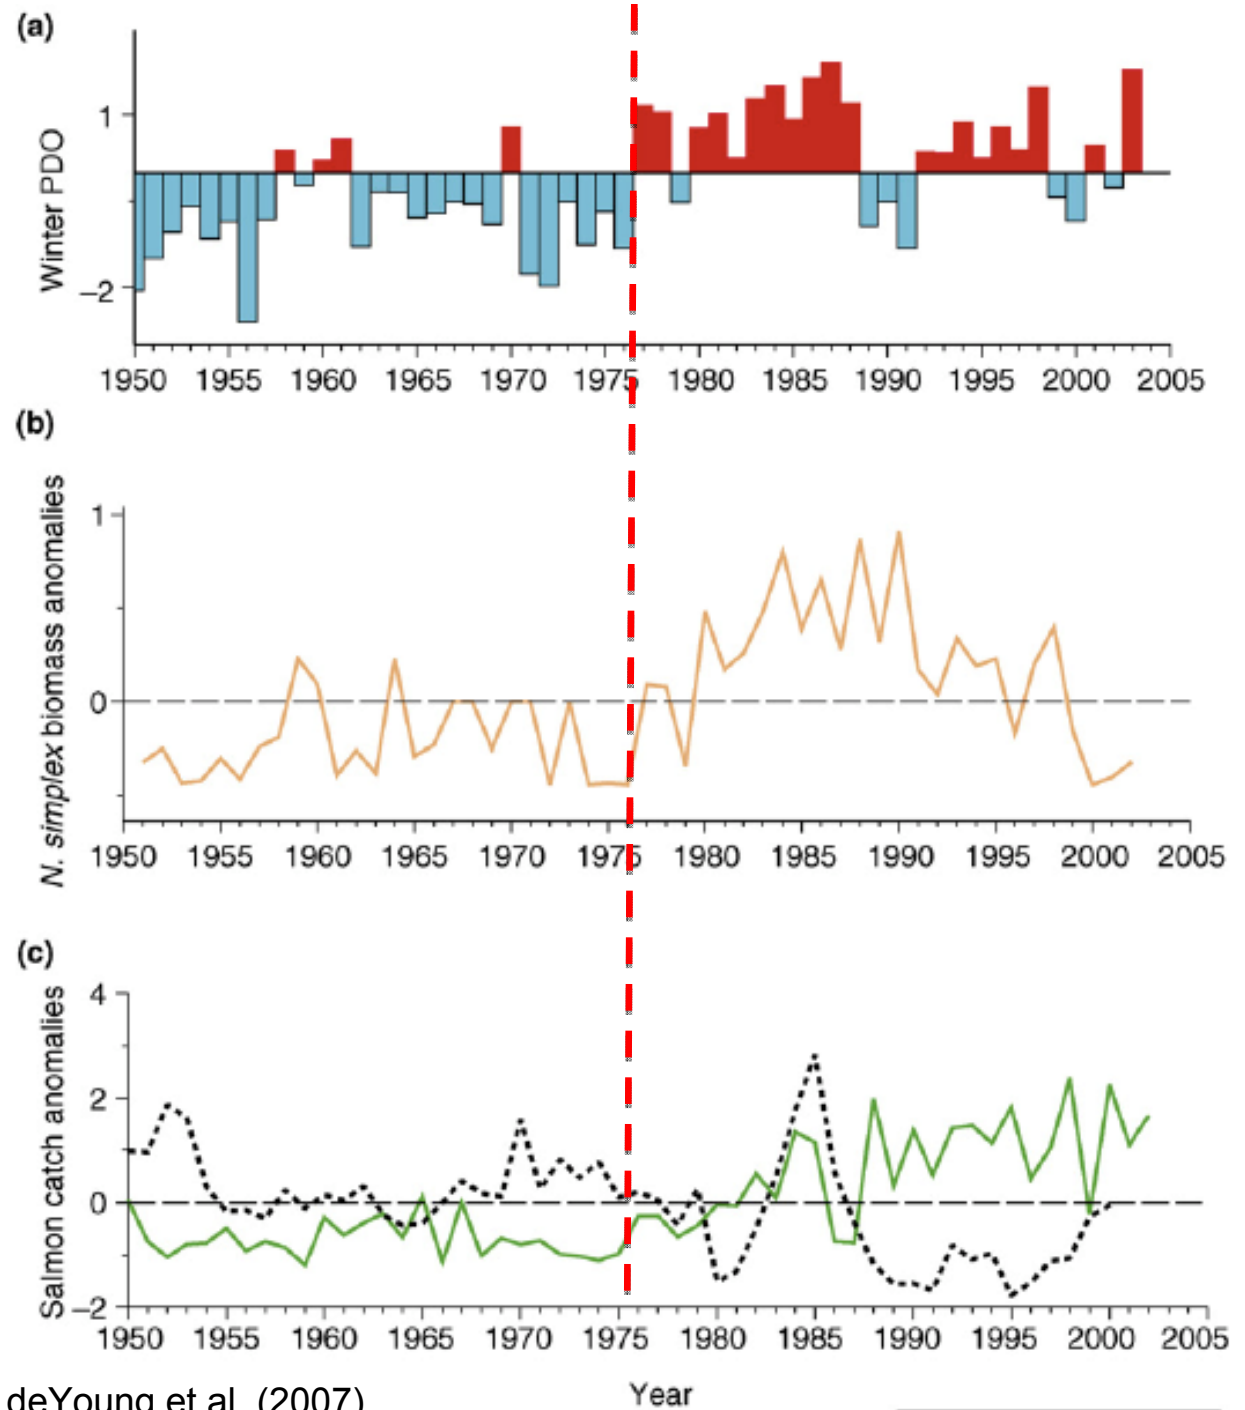 (a)
Winter PDO
1
−2
1950 1955 1960 1965 1970 1975 1980 1985 1990 1995 2000 2005
(b)
N. simplex biomass anomalies
1
0
1950 1955 1960 1965 1970 1975 1980 1985 1990 1995 2000 2005
(c)
Salmon catch anomalies
4
2
0
−2
1950 1955 1960 1965 1970 1975 1980 1985 1990 1995 2000 2005
Year
deYoung et al. (2007)